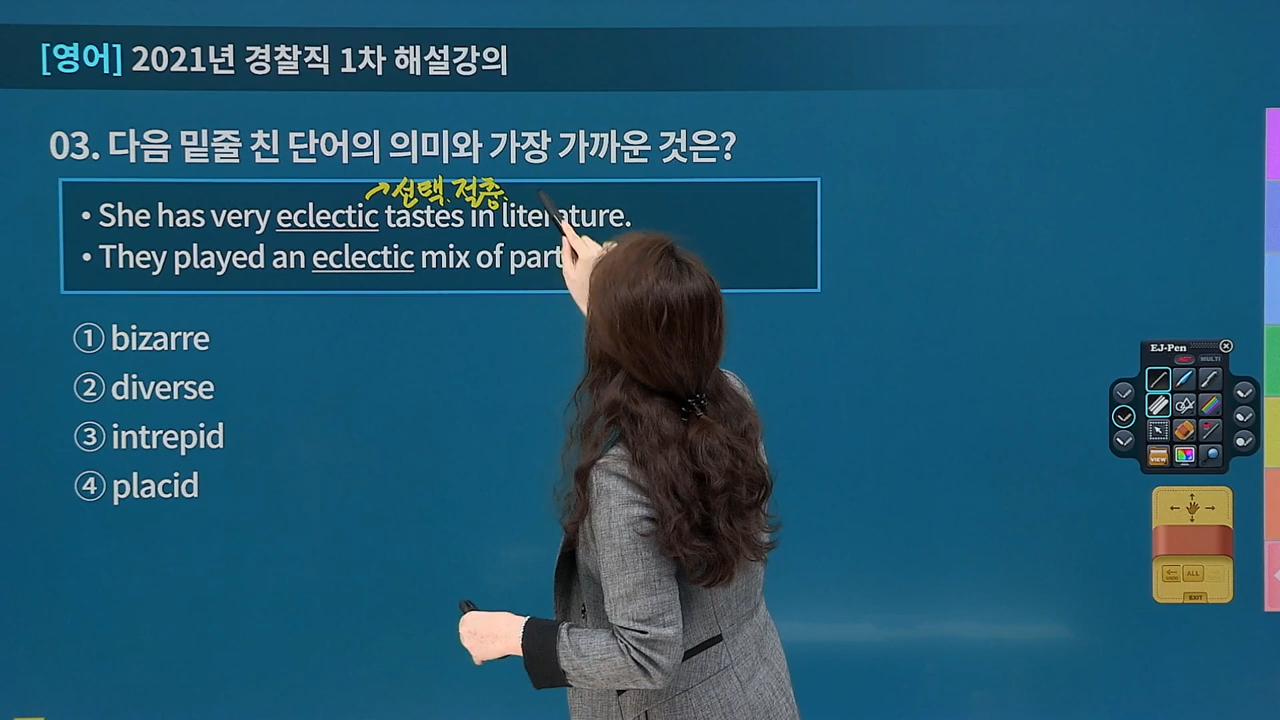 [영어] 2021년 경찰직 1차 해설강의
03. 다음 밑줄 친 단어의 의미와 가장 가까운 것은?
선택, 적충
• She has very eclectic tastes in literature.
• They played an eclectic mix of part
① bizarre
② diverse
③ intrepid
④ placid
EJ-Pen
MULTI
VIEW
ALL
EXIT